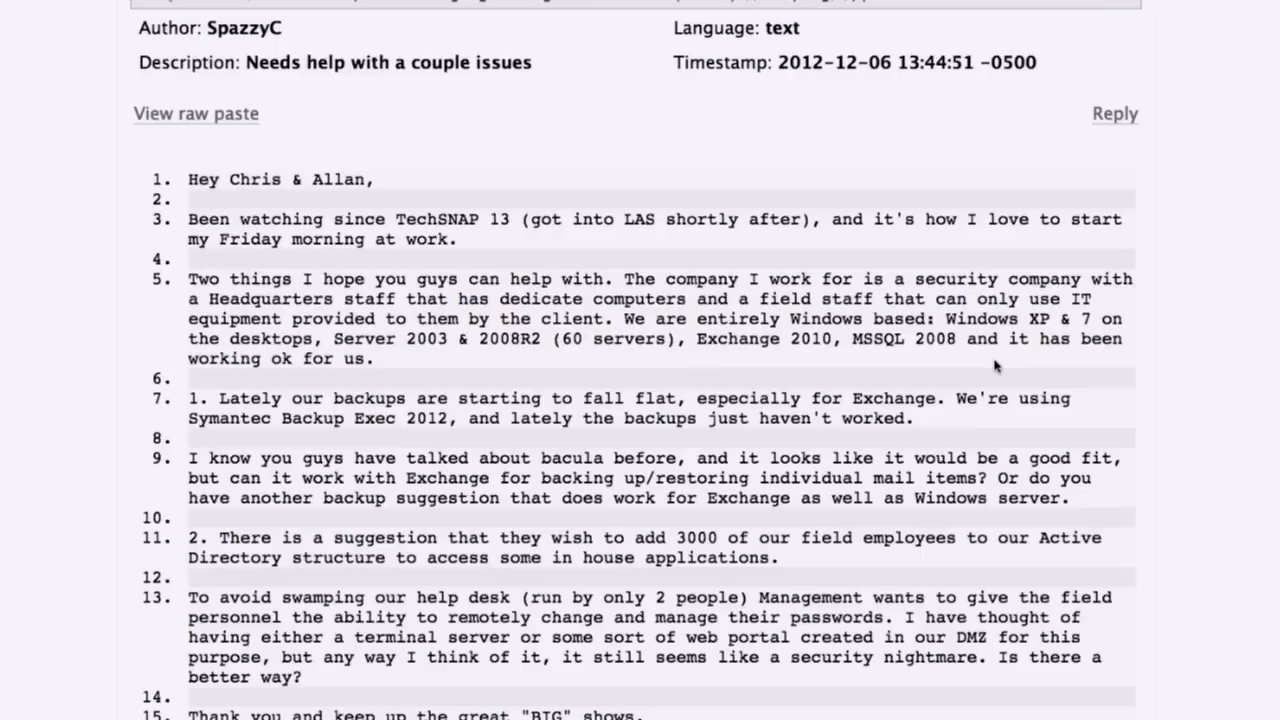 Author: SpazzyC
Language: text
Description: Needs help with a couple issues
Timestamp: 2012-12-06 13:44:51 -0500
View raw paste
Reply
1. Hey Chris & Allan,
2.
3. Been watching since TechSNAP 13 (got into LAS shortly after), and it's how I love to start
my Friday morning at work.
4.
5. Two things I hope you guys can help with. The company I work for is a security company with
a Headquarters staff that has dedicate computers and a field staff that can only use IT
equipment provided to them by the client. We are entirely Windows based: Windows XP & 7 on
the desktops, Server 2003 & 2008R2 (60 servers), Exchange 2010, MSSQL 2008 and it has been
working ok for us.
6.
7. 1. Lately our backups are starting to fall flat, especially for Exchange. We're using
Symantec Backup Exec 2012, and lately the backups just haven't worked.
8.
9. I know you guys have talked about bacula before, and it looks like it would be a good fit,
but can it work with Exchange for backing up/restoring individual mail items? Or do you
have another backup suggestion that does work for Exchange as well as Windows server.
10.
11. 2. There is a suggestion that they wish to add 3000 of our field employees to our Active
Directory structure to access some in house applications.
12.
13. To avoid swamping our help desk (run by only 2 people) Management wants to give the field
personnel the ability to remotely change and manage their passwords. I have thought of
having either a terminal server or some sort of web portal created in our DMZ for this
purpose, but any way I think of it, it still seems like a security nightmare. Is there a
better way?
14.
15. Thank you and keep up the great "BIG" shows.